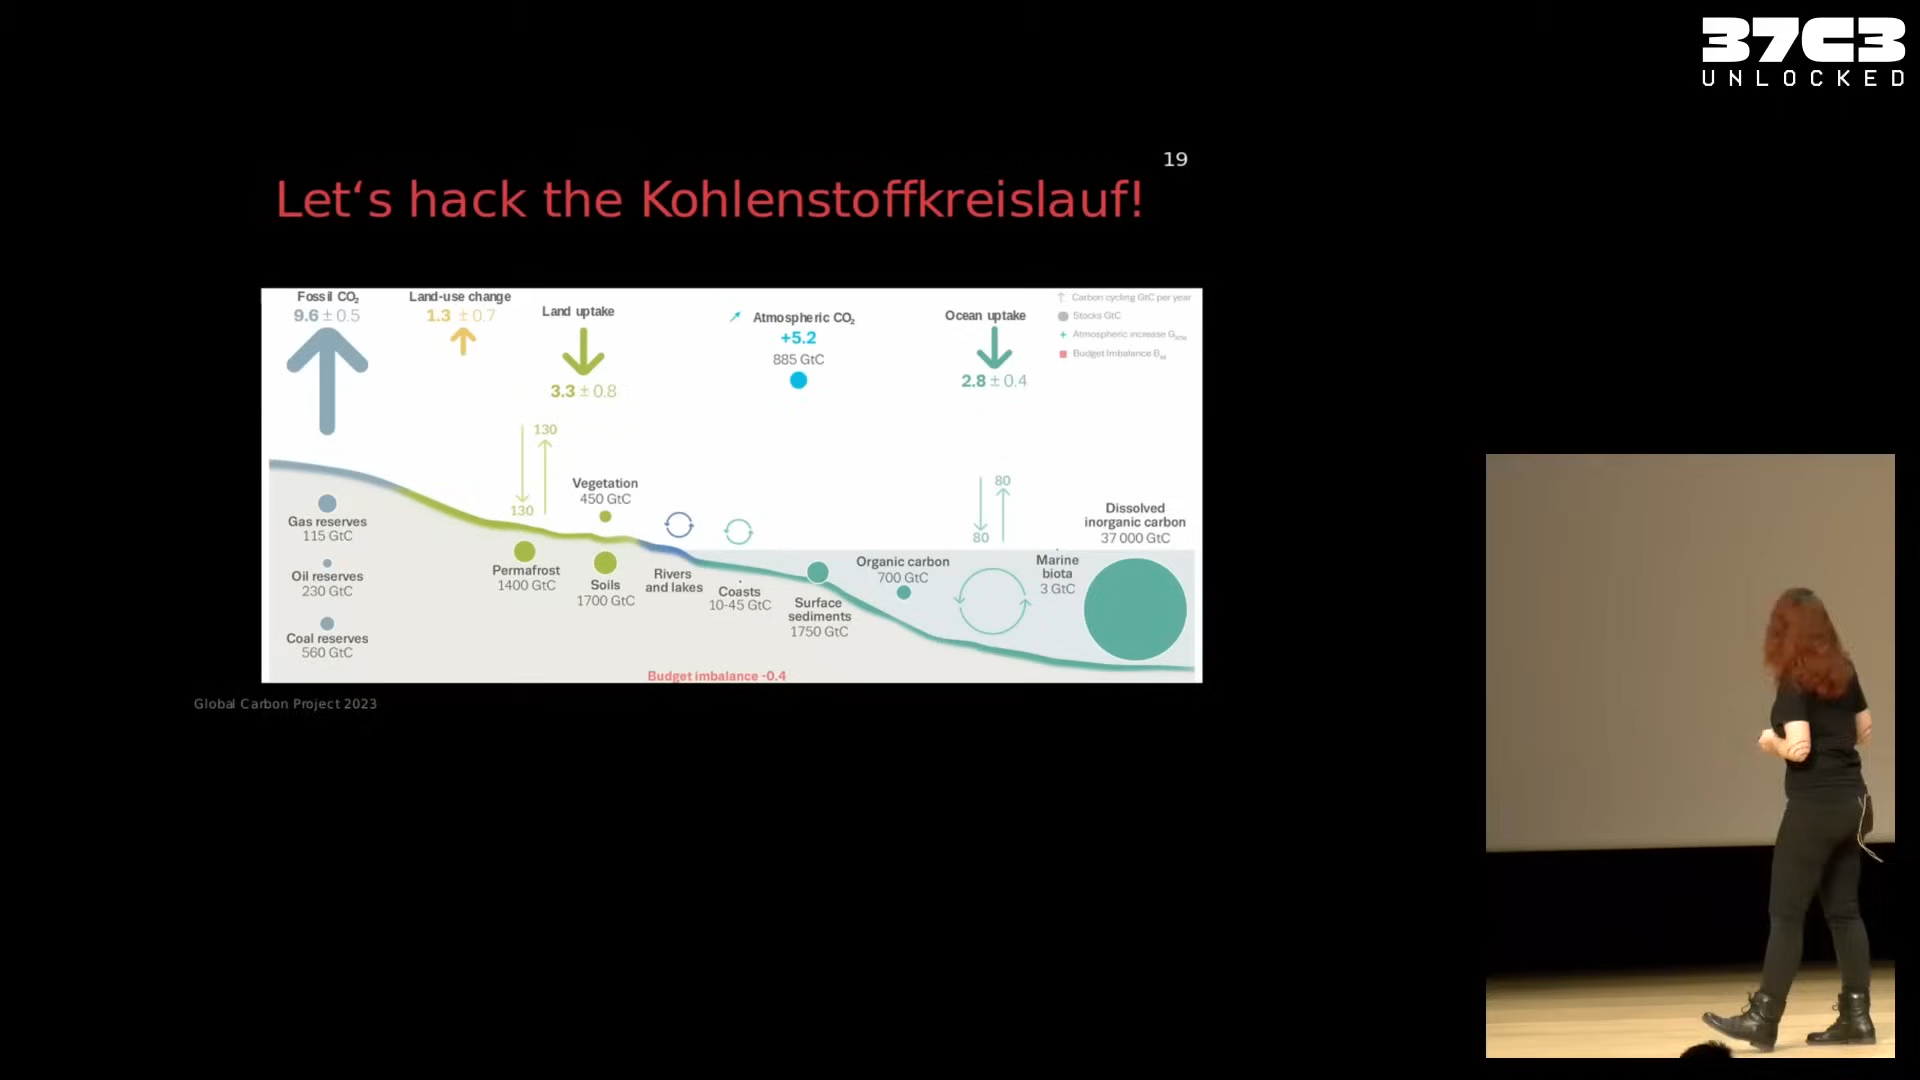 37C3
UNLOCKED
19
Let‘s hack the Kohlenstoffkreislauf!
Fossil CO₂
9.6 ± 0.5
Land-use change
1.3 ± 0.7
Land uptake
3.3 ± 0.8
Atmospheric CO₂
+5.2
885 GtC
Ocean uptake
2.8 ± 0.4
Carbon cycling GtC per year
Stocks GtC
Atmospheric increase G
Budget Imbalance B
130
130
Vegetation
450 GtC
80
80
Dissolved
inorganic carbon
37 000 GtC
Gas reserves
115 GtC
Oil reserves
230 GtC
Coal reserves
560 GtC
Permafrost
1400 GtC
Soils
1700 GtC
Rivers
and lakes
Coasts
10-45 GtC
Surface
sediments
1750 GtC
Organic carbon
700 GtC
Marine
biota
3 GtC
Budget imbalance -0.4
Global Carbon Project 2023